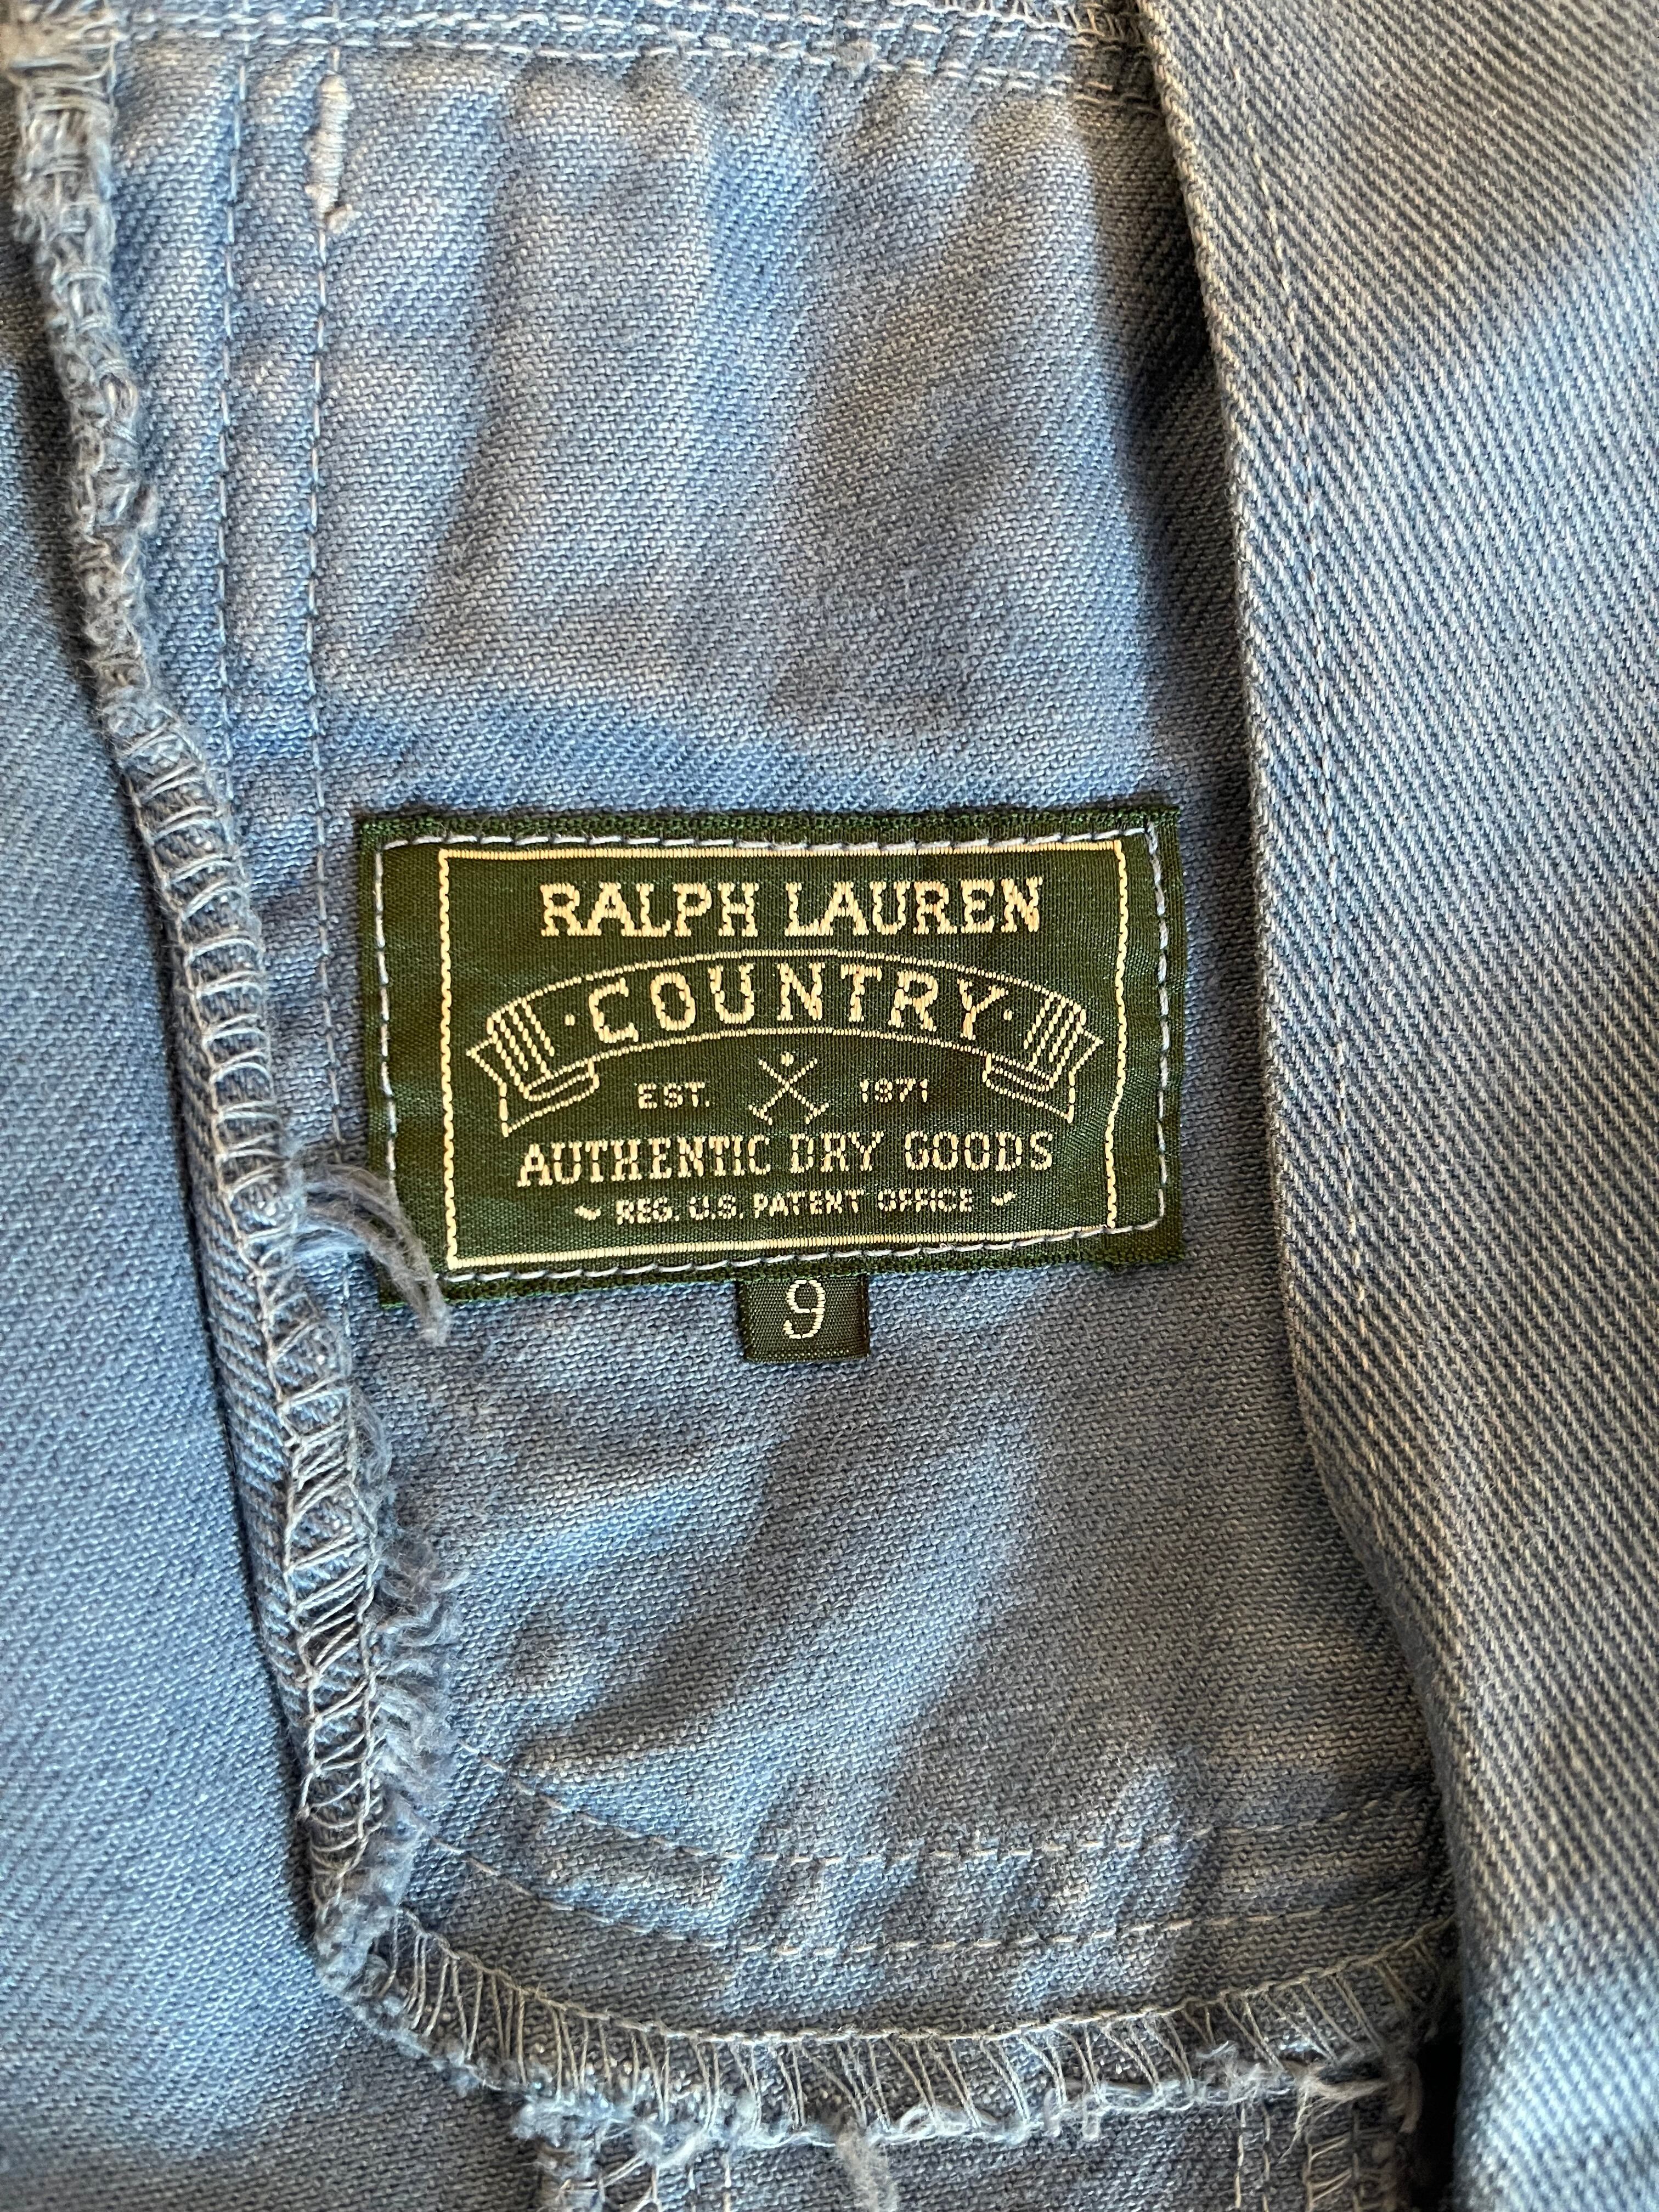 RALPH LAUREN
·COUNTRY·
EST. 1971
AUTHENTIC DRY GOODS
REG. U.S. PATENT OFFICE
9